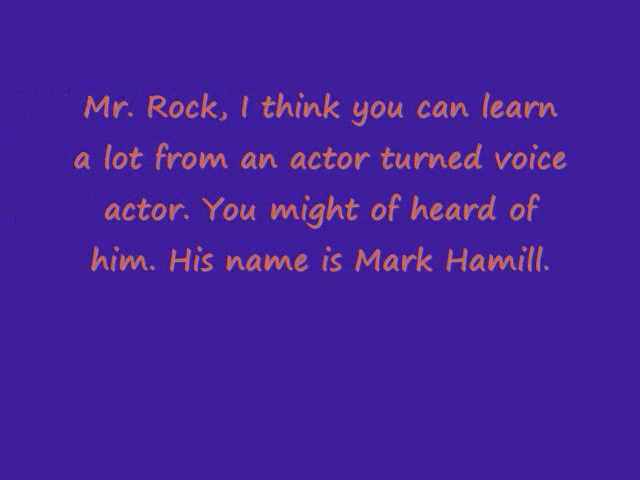 Mr. Rock, I think you can learn
a lot from an actor turned voice
actor. You might of heard of
him. His name is Mark Hamill.